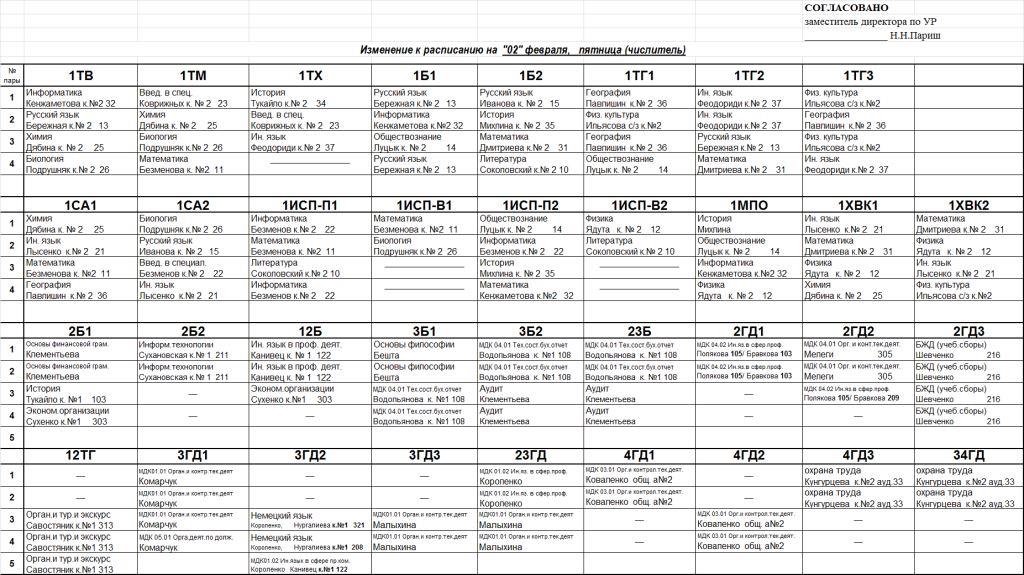 СОГЛАСОВАНО
заместитель директора по УР
_________________ Н.Н.Париш
Изменение к расписанию на "02" февраля, пятница (числитель)
№ пары 1ТВ 1ТМ 1ТХ 1Б1 1Б2 1ТГ1 1ТГ2 1ТГ3
1 Информатика Введ. в спец. История Русский язык Русский язык География Ин. язык Физ. культура
Кенжаметова к.№2 32 Коврижных к. № 2 23 Тукайло к. № 2 34 Бережная к. № 2 13 Иванова к. № 2 15 Павпишин к. № 2 36 Феодориди к. № 2 37 Ильясова с/з к.№2
2 Русский язык Химия Введ. в спец. Информатика История Физ. культура Ин. язык География
Бережная к. № 2 13 Дябина к. № 2 25 Коврижных к. № 2 23 Кенжаметова к.№2 32 Михлина к. № 2 35 Ильясова с/з к.№2 Феодориди к. № 2 37 Павпишин к. № 2 36
3 Химия Биология Ин. язык Обществознание Математика География Русский язык Физ. культура
Дябина к. № 2 25 Подрушняк к. № 2 26 Феодориди к. № 2 37 Луцык к. № 2 14 Дмитриева к. № 2 31 Павпишин к. № 2 36 Бережная к. № 2 13 Ильясова с/з к.№2
4 Биология Математика Русский язык Литература Обществознание Математика Ин. язык
Подрушняк к. № 2 26 Безменова к. №2 11 Бережная к. № 2 13 Соколовский к.№ 2 10 Луцык к. № 2 14 Дмитриева к. № 2 31 Феодориди к. № 2 37
1СА1 1СА2 1ИСП-П1 1ИСП-В1 1ИСП-П2 1ИСП-В2 1МПО 1ХВК1 1ХВК2
1 Химия Биология Информатика Математика Обществознание Физика История Ин. язык Математика
Дябина к. № 2 25 Подрушняк к. № 2 26 Безменов к. № 2 22 Безменова к.№ 2 11 Луцык к. № 2 14 Ядута к. № 2 12 Михлина Лысенко к. № 2 21 Дмитриева к. № 2 31
2 Ин. язык Русский язык Математика Биология Информатика Литература Обществознание Математика Физика
Лысенко к. № 2 21 Иванова к. № 2 15 Безменова к.№ 2 11 Подрушняк к. № 2 26 Безменов к. № 2 22 Соколовский к.№ 2 10 Луцык к. № 2 14 Дмитриева к. № 2 31 Ядута к. № 2 12
3 Математика Введ. в специал. Литература История Информатика Физика Ин. язык
Безменова к.№ 2 11 Безменов к. № 2 22 Соколовский к.№ 2 10 Михлина к. № 2 35 Кенжаметова к.№2 32 Ядута к. № 2 12 Лысенко к. № 2 21
4 География Ин. язык Информатика Математика Физика Химия Физ. культура
Павпишин к. № 2 36 Лысенко к. № 2 21 Безменов к. № 2 22 Кенжаметова к.№2 32 Ядута к. № 2 12 Дябина к. № 2 25 Ильясова с/з к.№2
2Б1 2Б2 12Б 3Б1 3Б2 23Б 2ГД1 2ГД2 2ГД3
1 Основы финансовой грам. Информ.технологии Ин. язык в проф. деят. Основы философии МДК 04.01 Тех.сост.бух.отчет МДК 04.01 Тех.сост.бух.отчет МДК 04.02 Ин.яз.в сфер.проф. МДК 04.01 Орг. и конт.тек.деят. БЖД (учеб.сборы)
Клементьева Сухановская к.№ 1 211 Канивец к. № 1 122 Бешта Водопьянова к. №1 108 Водопьянова к. №1 108 Полякова 105/ Бравкова 103 Мелеги 305 Шевченко 216
2 Основы финансовой грам. Информ.технологии Ин. язык в проф. деят. Основы философии МДК 04.01 Тех.сост.бух.отчет МДК 04.01 Тех.сост.бух.отчет МДК 04.02 Ин.яз.в сфер.проф. МДК 04.01 Орг. и конт.тек.деят. БЖД (учеб.сборы)
Клементьева Сухановская к.№ 1 211 Канивец к. № 1 122 Бешта Водопьянова к. №1 108 Водопьянова к. №1 108 Полякова 105/ Бравкова 103 Мелеги 305 Шевченко 216
3 История — Эконом.организации МДК 04.01 Тех.сост.бух.отчет Аудит Аудит — МДК 04.02 Ин.яз.в сфер.проф. БЖД (учеб.сборы)
Тукайло к. №1 103 Сухенко к.№1 303 Водопьянова к. №1 108 Клементьева Клементьева Полякова 105/ Бравкова 209 Шевченко 216
4 Эконом.организации — — МДК 04.01 Тех.сост.бух.отчет Аудит Аудит — — БЖД (учеб.сборы)
Сухенко к.№1 303 Водопьянова к. №1 108 Клементьева Клементьева Шевченко 216
5
12ТГ 3ГД1 3ГД2 3ГД3 23ГД 4ГД1 4ГД2 4ГД3 34ГД
1 — МДК01.01 Орган.и контр.тек.деят — — МДК 01.02 Ин.яз. в сфер.проф. МДК 03.01 Орг.и контрол.тек.деят. — охрана труда охрана труда
Комарчук Короленко Коваленко общ. а№2 Кунгурцева к.№2 ауд.33 Кунгурцева к.№2 ауд.33
2 — МДК01.01 Орган.и контр.тек.деят — — МДК 01.02 Ин.яз. в сфер.проф. МДК 03.01 Орг.и контрол.тек.деят. — охрана труда охрана труда
Комарчук Короленко Коваленко общ. а№2 Кунгурцева к.№2 ауд.33 Кунгурцева к.№2 ауд.33
3 Орган.и тур.и экскурс МДК01.01 Орган.и контр.тек.деят Немецкий язык МДК01.01 Орган.и контр.тек.деят МДК01.01 Орган.и контр.тек.деят — МДК 03.01 Орг.и контрол.тек.деят. — —
Савостяник к.№1 313 Комарчук Короленко, Нургалиева к.№1 321 Малыхина Малыхина Коваленко общ. а№2
4 Орган.и тур.и экскурс МДК 05.01 Орг.деят.по долж. Немецкий язык МДК01.01 Орган.и контр.тек.деят МДК01.01 Орган.и контр.тек.деят — МДК 03.01 Орг.и контрол.тек.деят. — —
Савостяник к.№1 313 Комарчук Короленко, Нургалиева к.№1 208 Малыхина Малыхина Коваленко общ. а№2
5 Орган.и тур.и экскурс МДК01.02 Ин.язык в сфере пр.ком.
Савостяник к.№1 313 Короленко Канивец к.№1 122